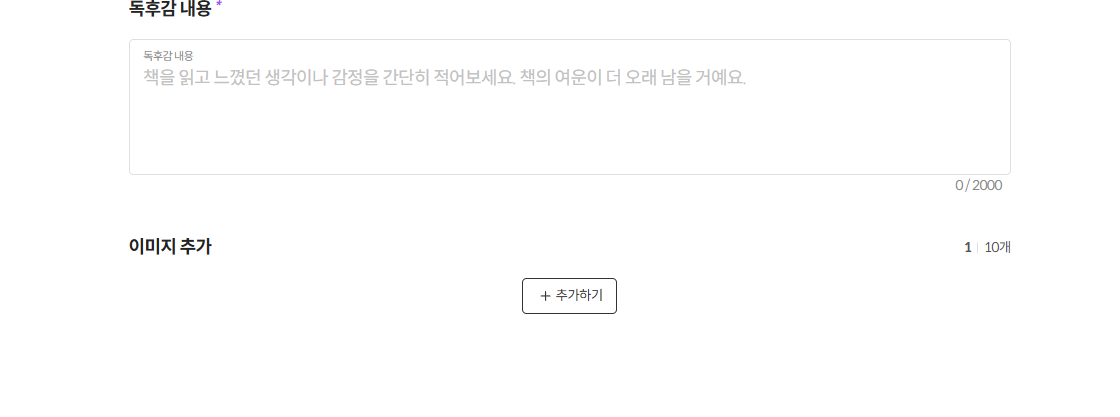 독후감 내용 *
독후감 내용
책을 읽고 느꼈던 생각이나 감정을 간단히 적어보세요. 책의 여운이 더 오래 남을 거예요.
0 / 2000
이미지 추가
1 | 10개
+ 추가하기